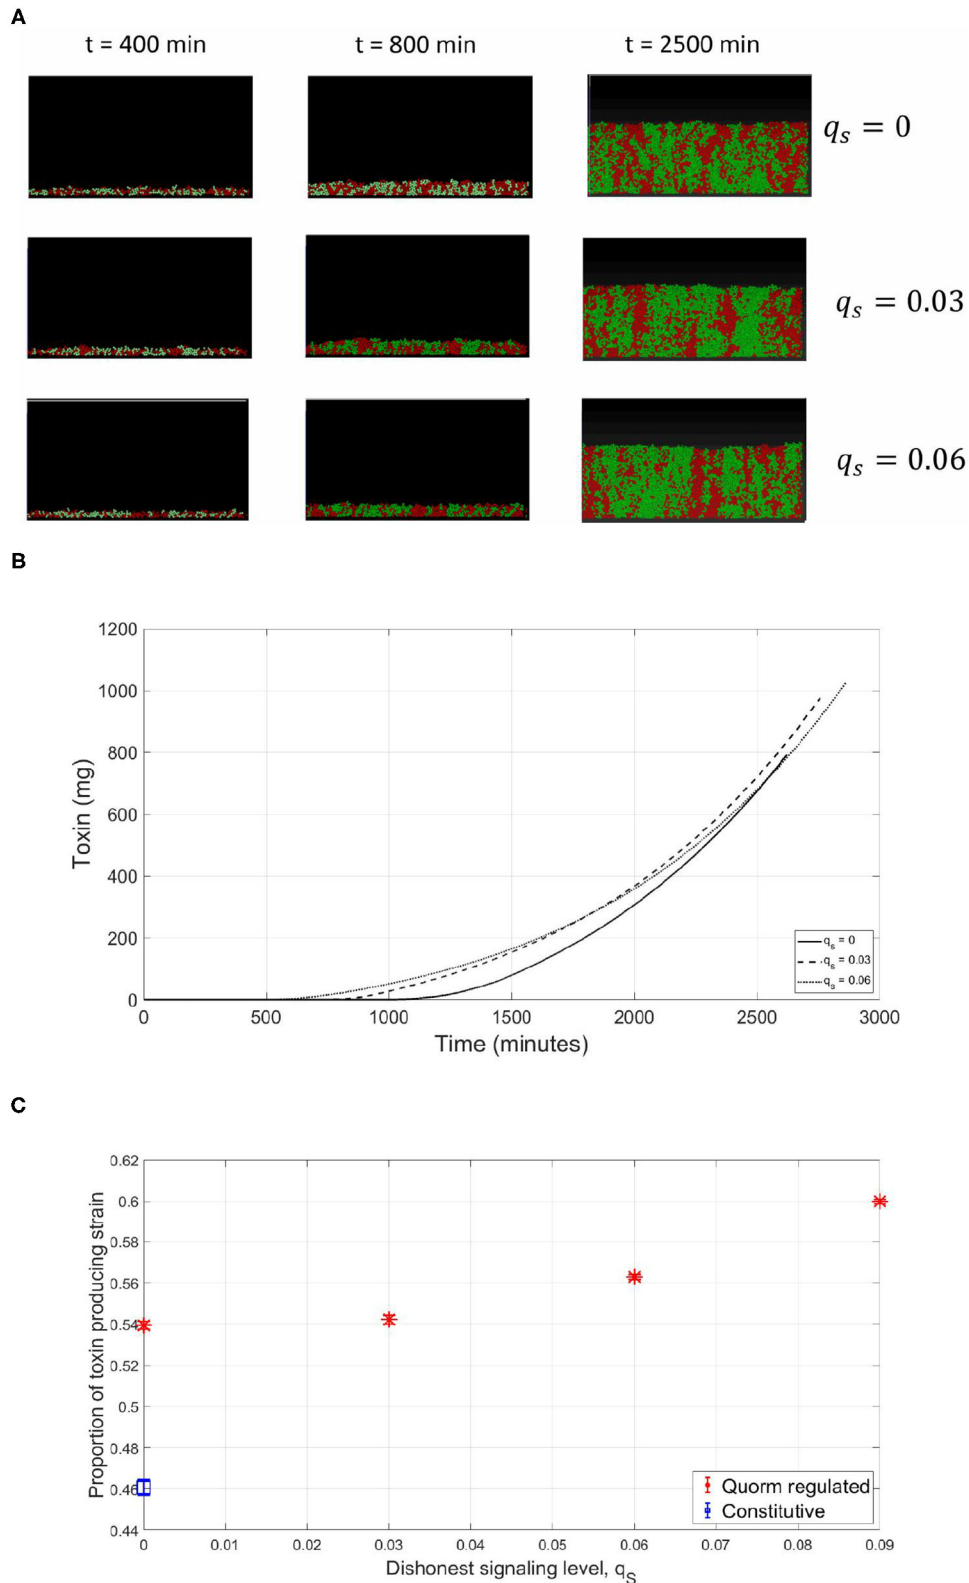 A
t = 400 min t = 800 min t = 2500 min
q_s = 0
q_s = 0.03
q_s = 0.06
B
1200
1000
800
600
400
200
0
Toxin (mg)
q_s = 0
q_s = 0.03
q_s = 0.06
0 500 1000 1500 2000 2500 3000
Time (minutes)
C
0.62
0.6
0.58
0.56
0.54
0.52
0.5
0.48
0.46
0.44
Proportion of toxin producing strain
Quorm regulated
Constitutive
0 0.01 0.02 0.03 0.04 0.05 0.06 0.07 0.08 0.09
Dishonest signaling level, q_S